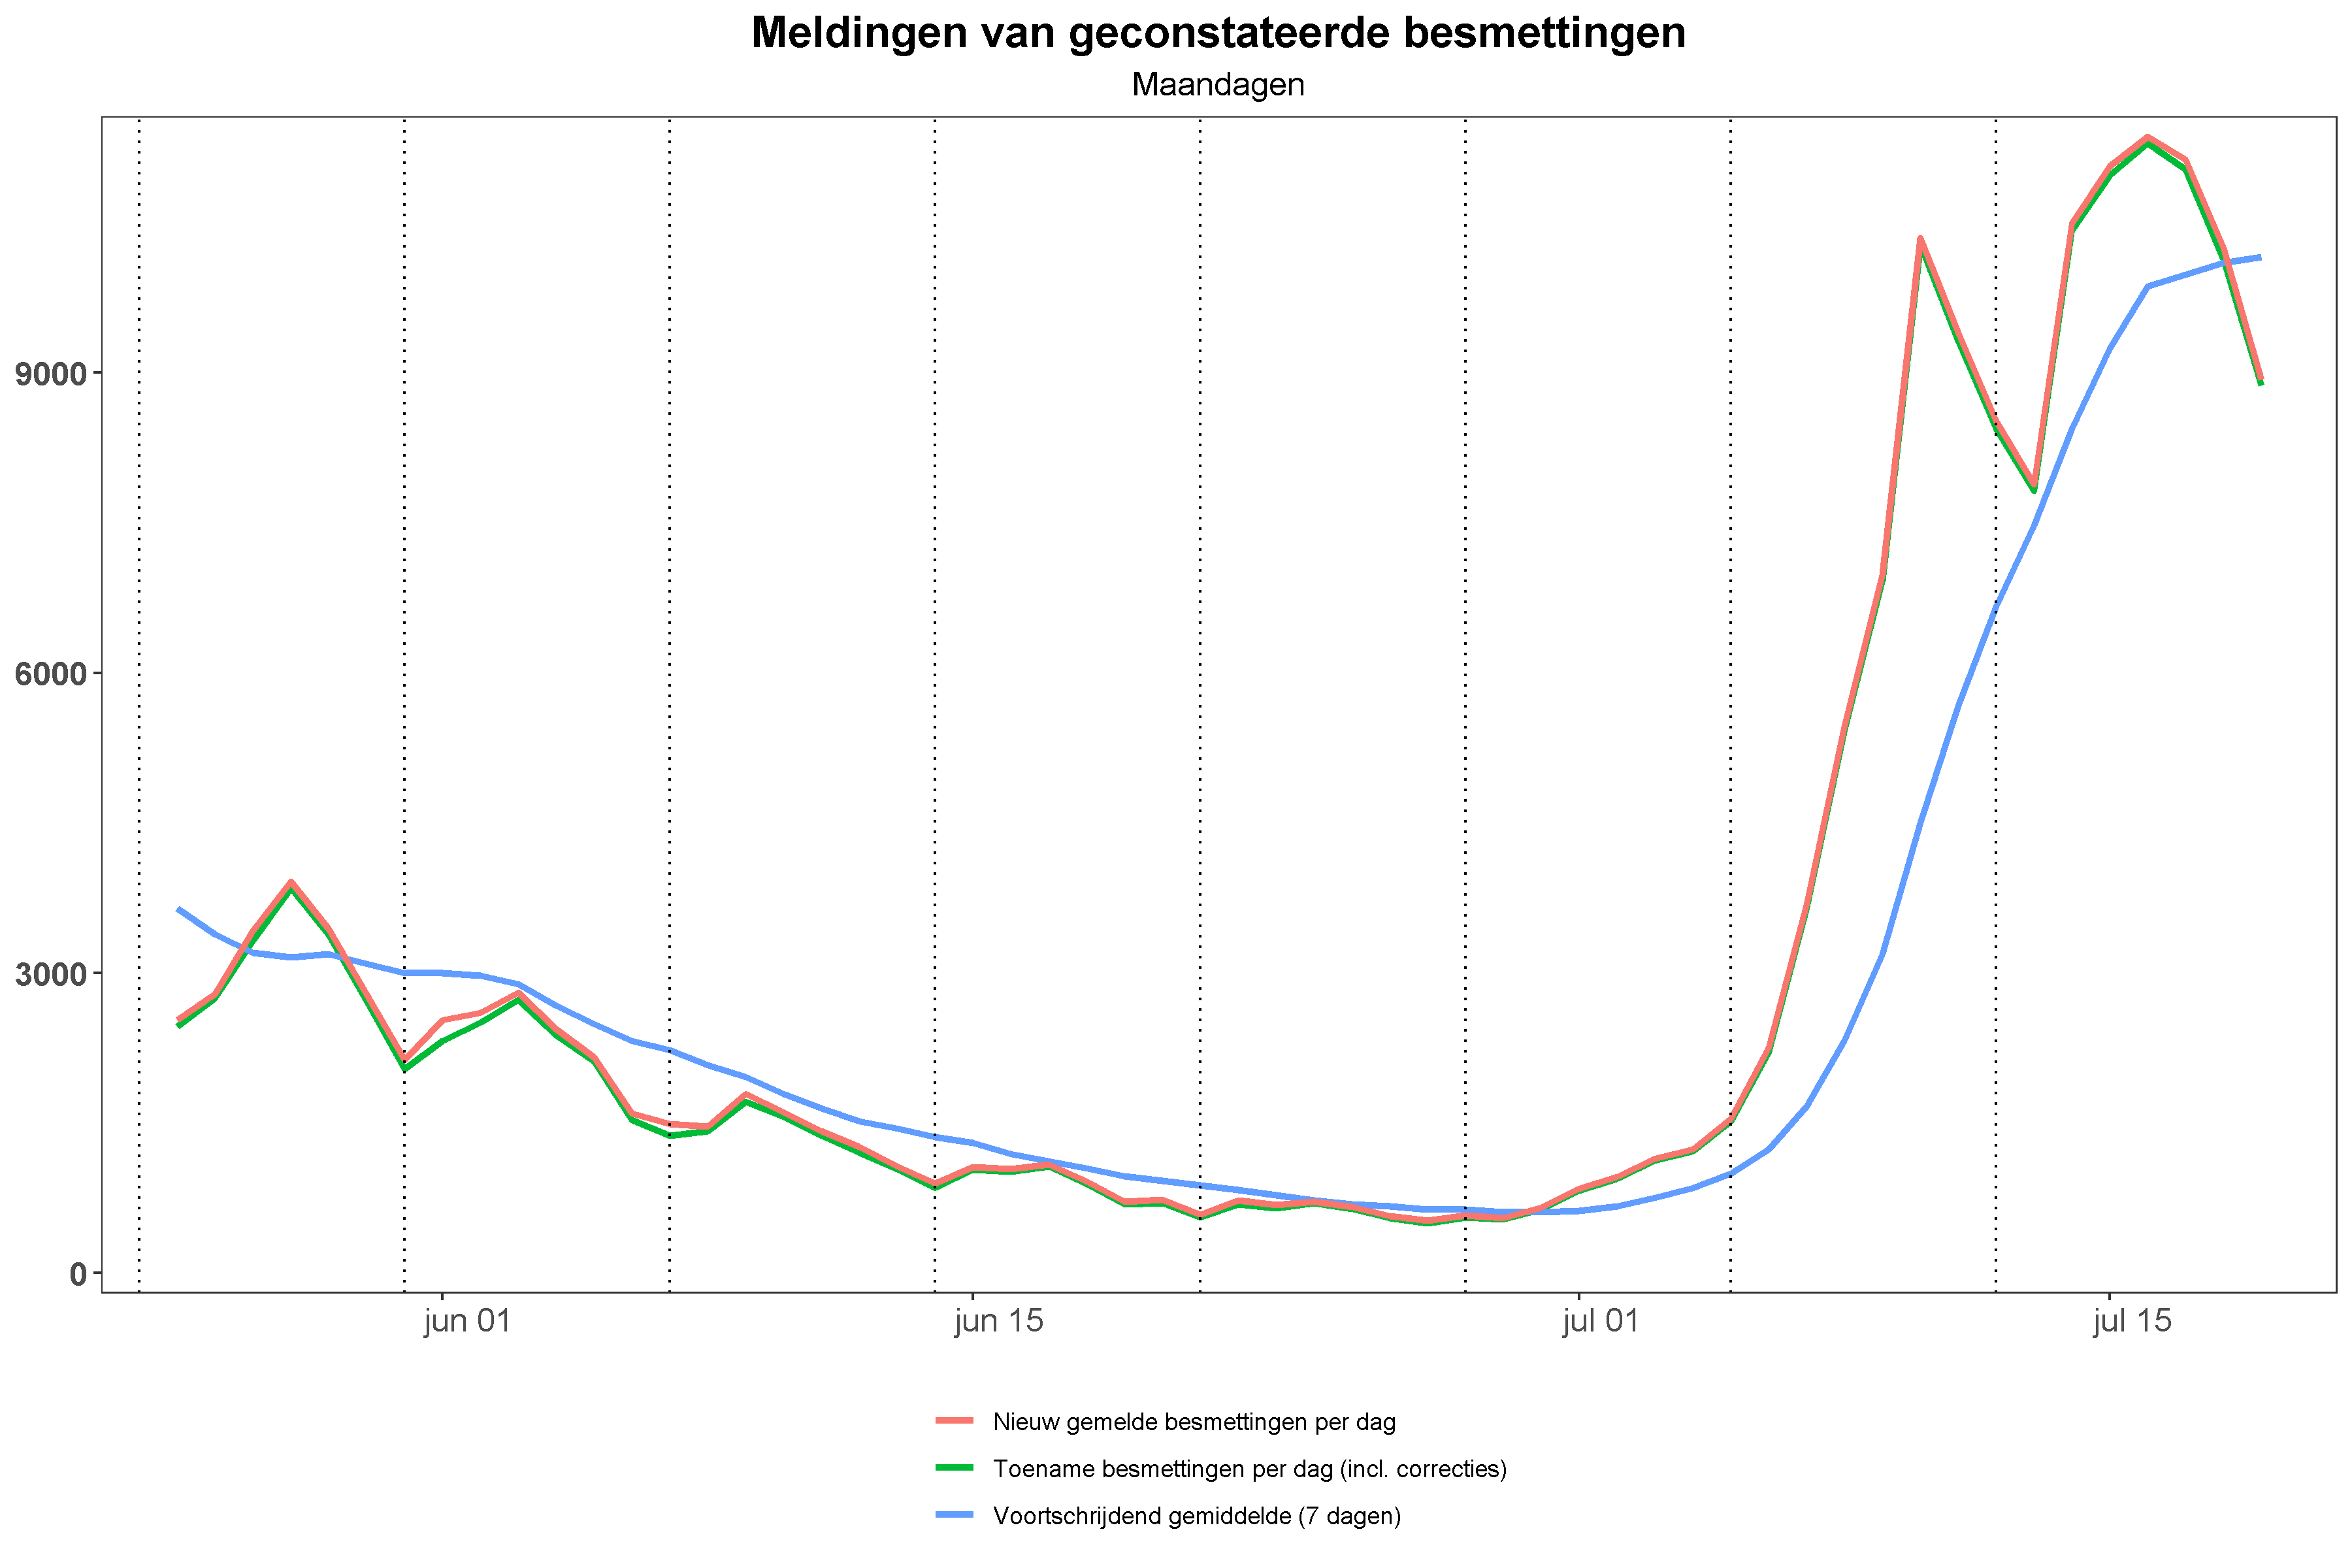 Meldingen van geconstateerde besmettingen
Maandagen
9000
6000
3000
0
jun 01
jun 15
jul 01
jul 15
Nieuw gemelde besmettingen per dag
Toename besmettingen per dag (incl. correcties)
Voortschrijdend gemiddelde (7 dagen)